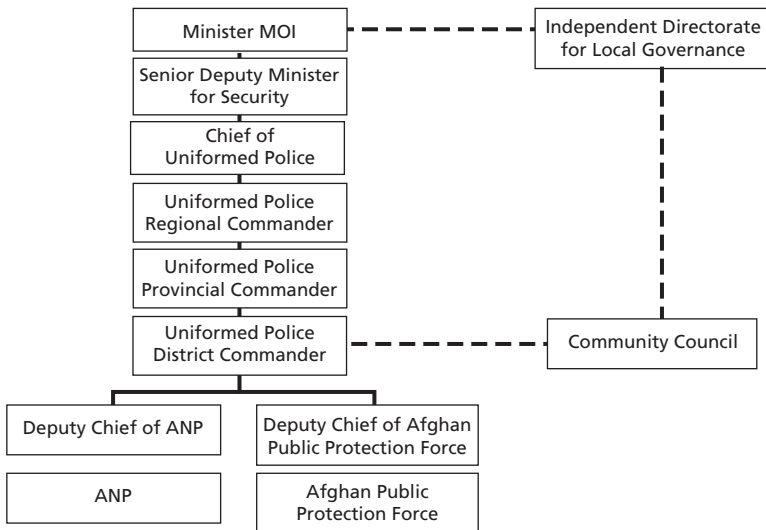 Minister MOI
Independent Directorate
for Local Governance
Senior Deputy Minister
for Security
Chief of
Uniformed Police
Uniformed Police
Regional Commander
Uniformed Police
Provincial Commander
Uniformed Police
District Commander
Community Council
Deputy Chief of ANP
Deputy Chief of Afghan
Public Protection Force
ANP
Afghan Public
Protection Force